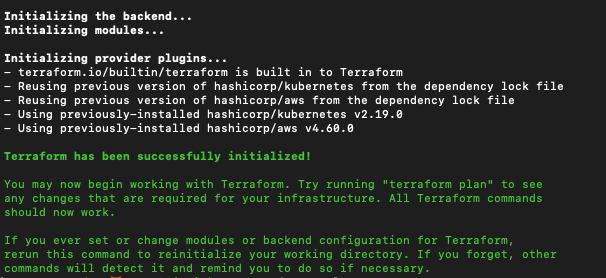 Initializing the backend...
Initializing modules...
Initializing provider plugins...
- terraform.io/builtin/terraform is built in to Terraform
- Reusing previous version of hashicorp/kubernetes from the dependency lock file
- Reusing previous version of hashicorp/aws from the dependency lock file
- Using previously-installed hashicorp/kubernetes v2.19.0
- Using previously-installed hashicorp/aws v4.60.0
Terraform has been successfully initialized!
You may now begin working with Terraform. Try running "terraform plan" to see
any changes that are required for your infrastructure. All Terraform commands
should now work.
If you ever set or change modules or backend configuration for Terraform,
rerun this command to reinitialize your working directory. If you forget, other
commands will detect it and remind you to do so if necessary.